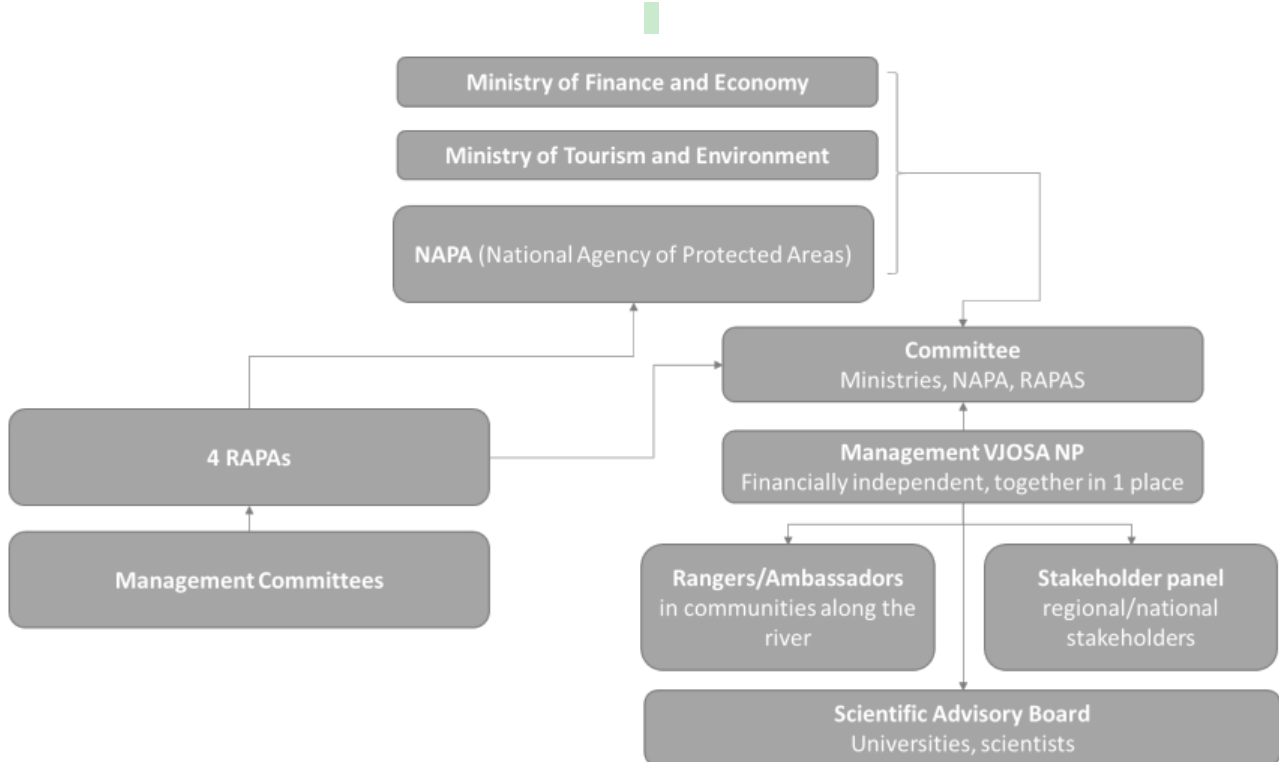 Ministry of Finance and Economy
Ministry of Tourism and Environment
NAPA (National Agency of Protected Areas)
Committee
Ministries, NAPA, RAPAS
4 RAPAs
Management VJOSA NP
Financially independent, together in 1 place
Management Committees
Rangers/Ambassadors
in communities along the
river
Stakeholder panel
regional/national
stakeholders
Scientific Advisory Board
Universities, scientists